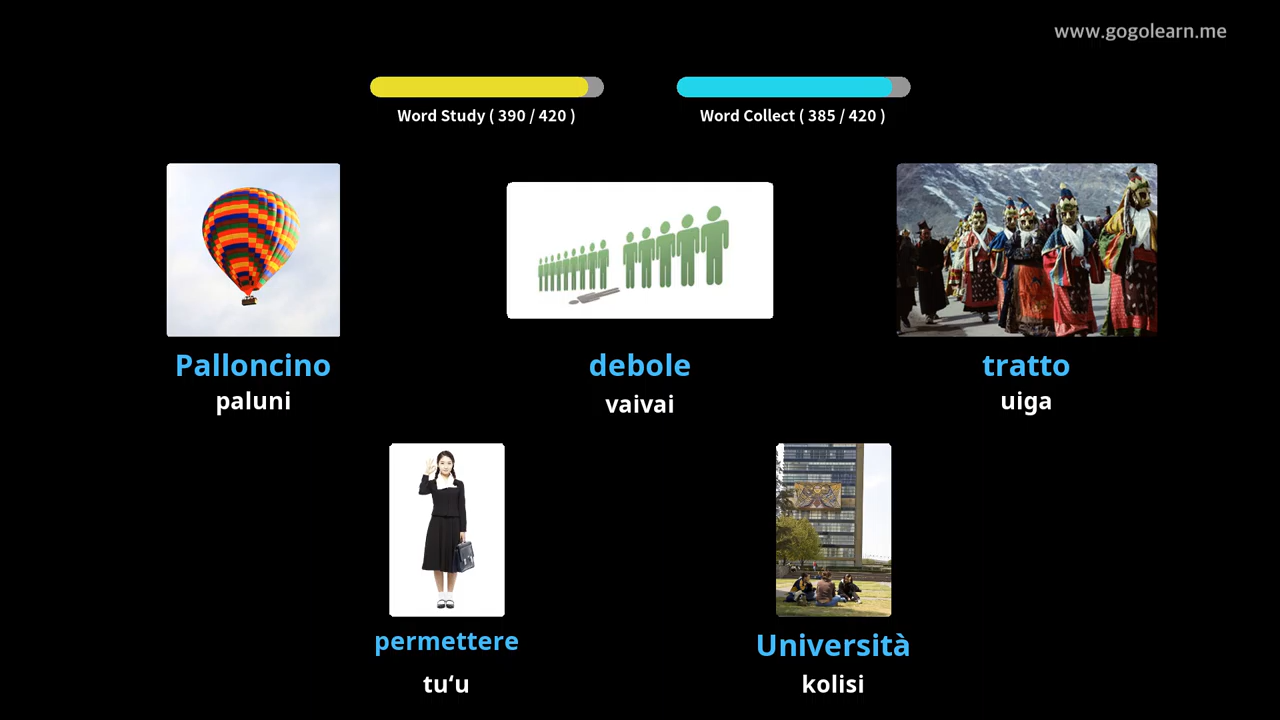 www.gogolearn.me
Word Study ( 390 / 420 )
Word Collect ( 385 / 420 )
Palloncino
paluni
debole
vaivai
tratto
uiga
permettere
tuʻu
Università
kolisi